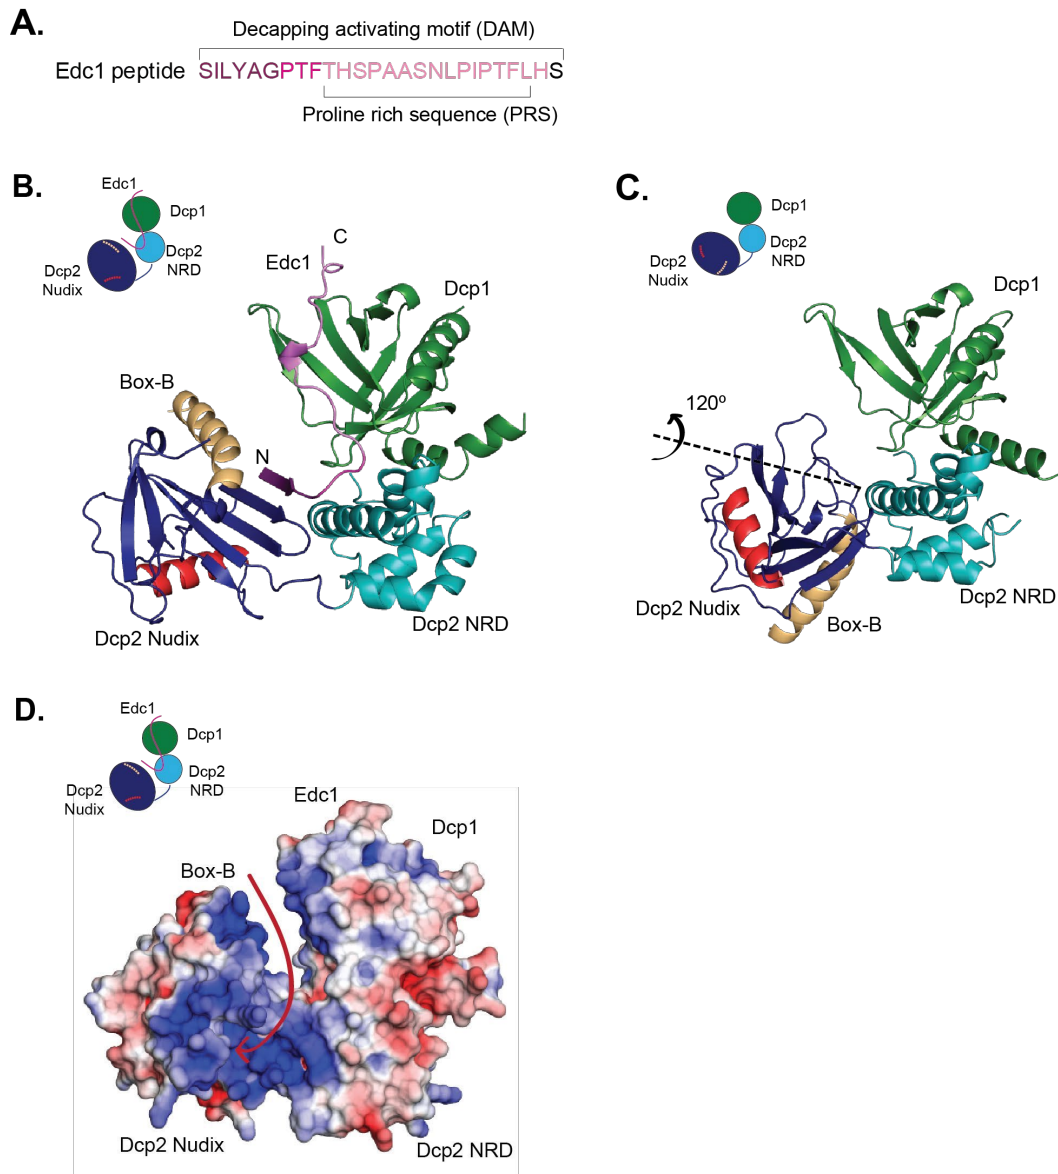 A.
Decapping activating motif (DAM)
Edc1 peptide SILYAGPTFTHSPAASNLPIPTFLHS
Proline rich sequence (PRS)
B.
Edc1
Dcp1
Dcp2
NRD
Dcp2
Nudix
C
Edc1
Dcp1
Box-B
N
Dcp2 Nudix
Dcp2 NRD
C.
Dcp1
Dcp2
NRD
Dcp2
Nudix
Dcp1
120º
Dcp2 Nudix
Box-B
Dcp2 NRD
D.
Edc1
Dcp1
Dcp2
NRD
Dcp2
Nudix
Edc1
Dcp1
Box-B
Dcp2 Nudix
Dcp2 NRD